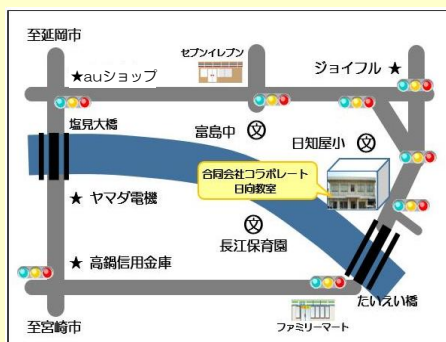 至延岡市
セブンイレブン
★auショップ
ジョイフル ★
塩見大橋
富島中
文
日知屋小
文
合同会社コラボレート
日向教室
★ ヤマダ電機
文
長江保育園
★ 高鍋信用金庫
たいえい橋
至宮崎市
ファミリーマート